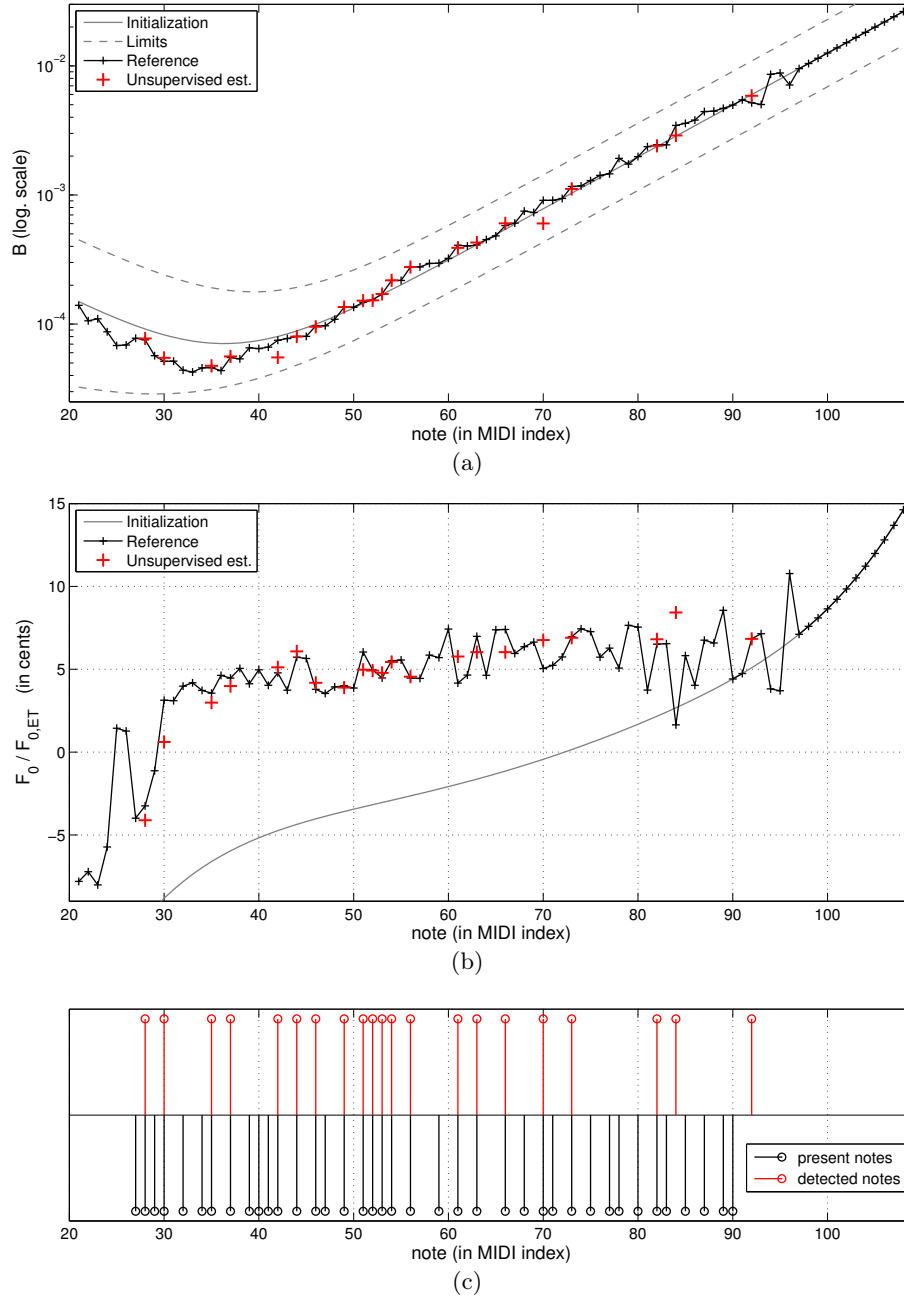 Initialization
Limits
Reference
Unsupervised est.
B (log. scale)
10^{-2}
10^{-3}
10^{-4}
20 30 40 50 60 70 80 90 100
note (in MIDI index)
(a)
Initialization
Reference
Unsupervised est.
F_0 / F_{0,ET} (in cents)
15
10
5
0
−5
20 30 40 50 60 70 80 90 100
note (in MIDI index)
(b)
present notes
detected notes
20 30 40 50 60 70 80 90 100
note (in MIDI index)
(c)